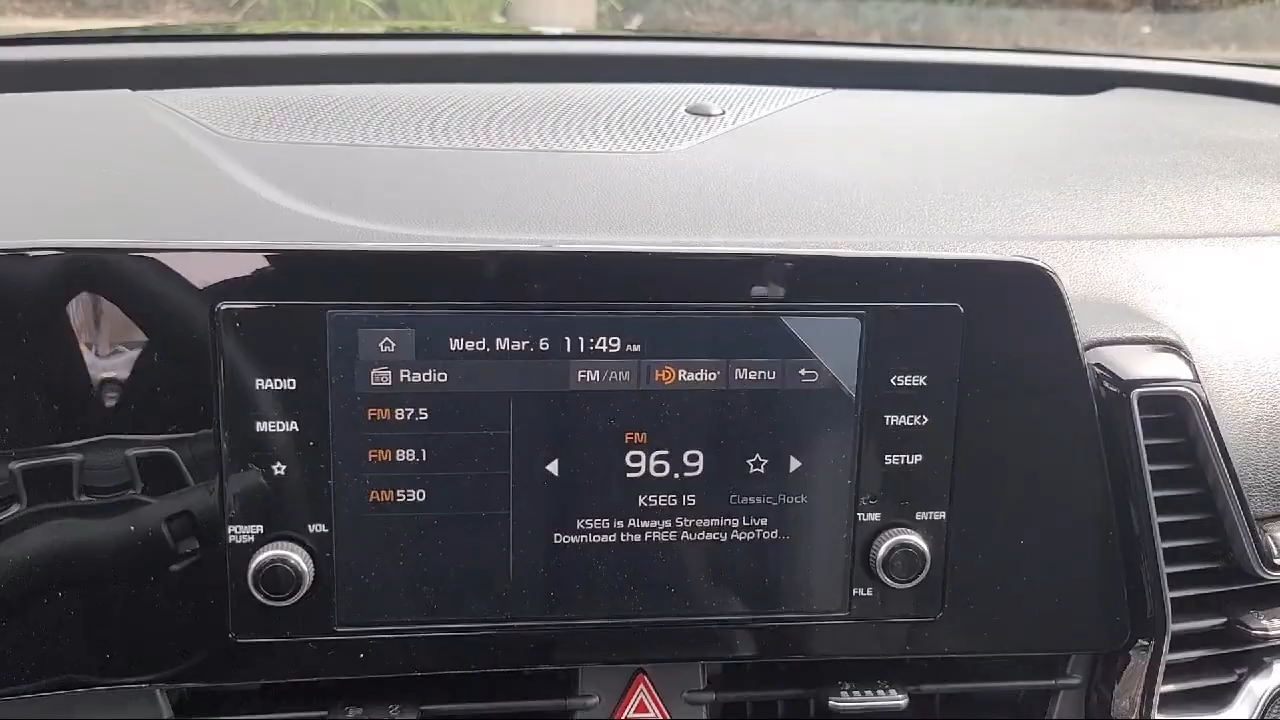 Wed, Mar. 6 11:49 AM
Radio FM/AM HD Radio Menu
FM 87.5
FM 88.1
AM 530
FM
96.9
KSEG IS Classic_Rock
KSEG is Always Streaming Live
Download the FREE Audacy AppTod...
RADIO
MEDIA
POWER
PUSH
VOL
<SEEK
TRACK>
SETUP
TUNE
ENTER
FILE